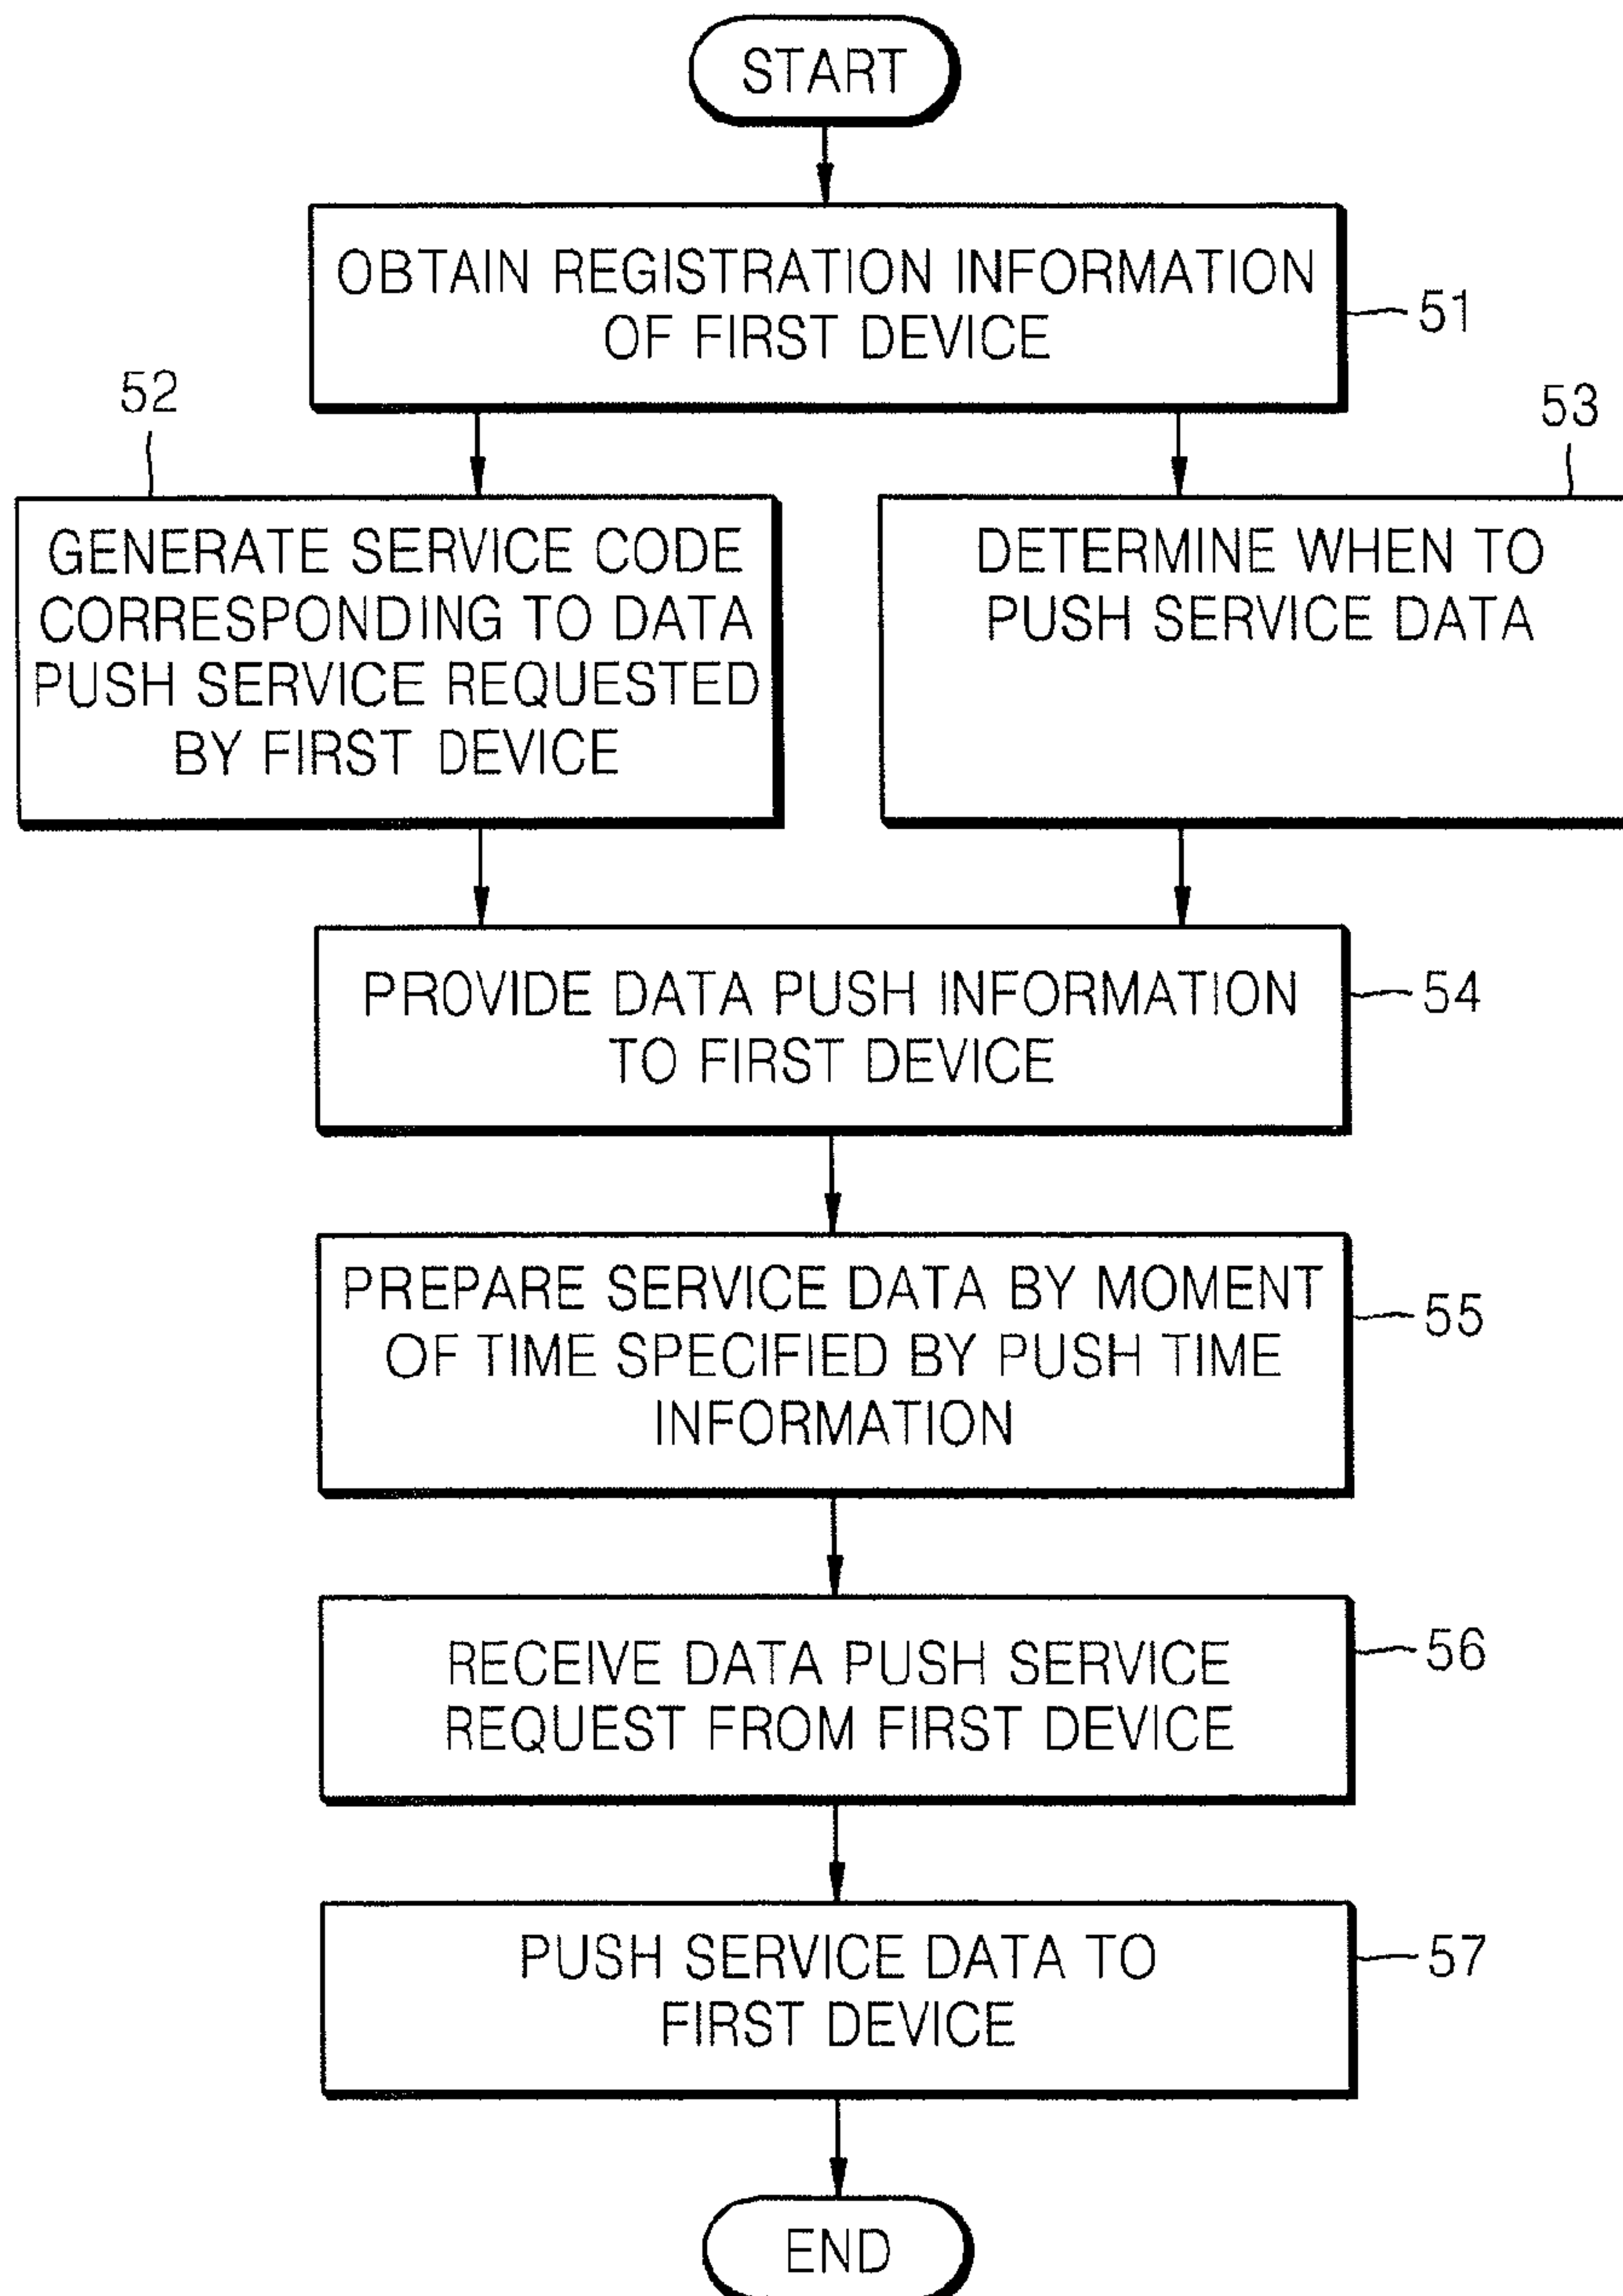 START
OBTAIN REGISTRATION INFORMATION
OF FIRST DEVICE
51
52
GENERATE SERVICE CODE
CORRESPONDING TO DATA
PUSH SERVICE REQUESTED
BY FIRST DEVICE
53
DETERMINE WHEN TO
PUSH SERVICE DATA
PROVIDE DATA PUSH INFORMATION
TO FIRST DEVICE
54
PREPARE SERVICE DATA BY MOMENT
OF TIME SPECIFIED BY PUSH TIME
INFORMATION
55
RECEIVE DATA PUSH SERVICE
REQUEST FROM FIRST DEVICE
56
PUSH SERVICE DATA TO
FIRST DEVICE
57
END